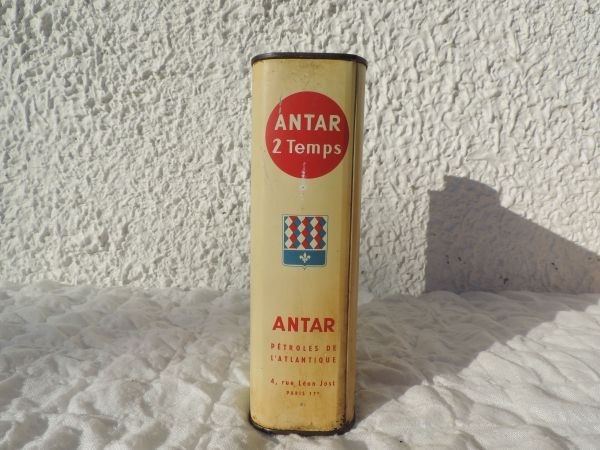 ANTAR
2 Temps
ANTAR
PÉTROLES DE
L'ATLANTIQUE
4, rue Léon Jost
PARIS 17e